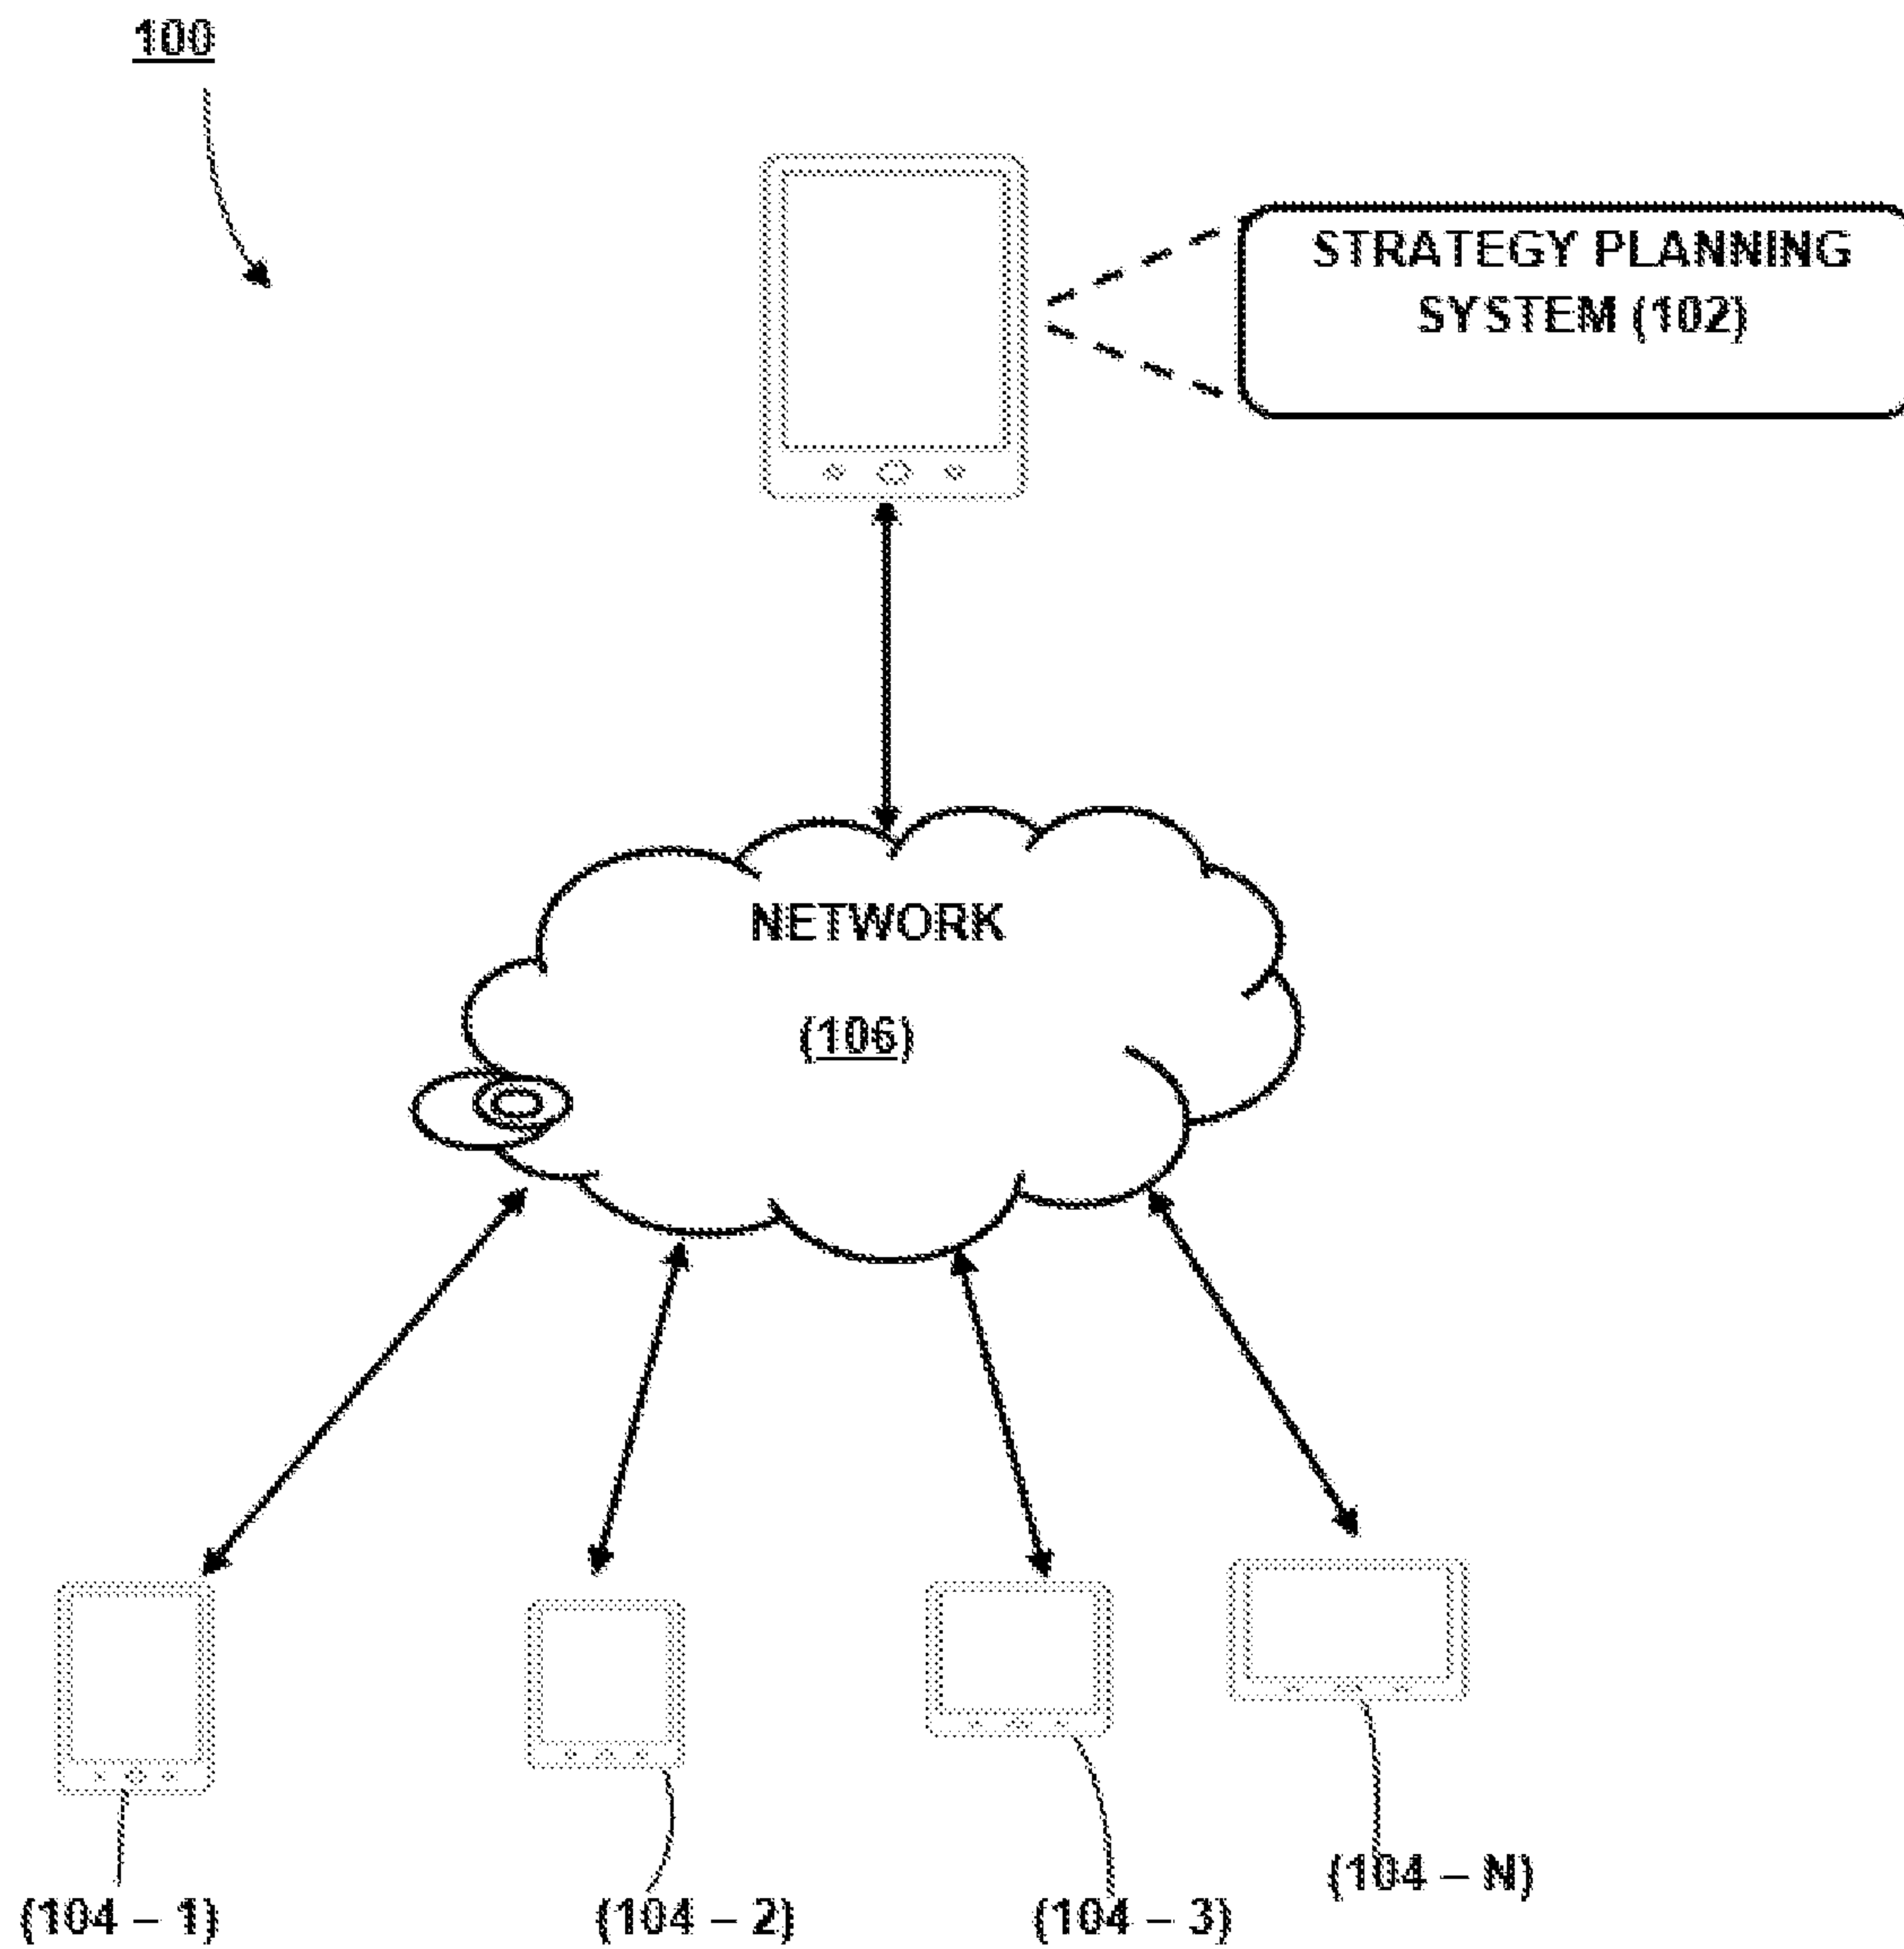 100
STRATEGY PLANNING
SYSTEM (102)
NETWORK
(106)
(104 – 1)
(104 – 2)
(104 – 3)
(104 – N)